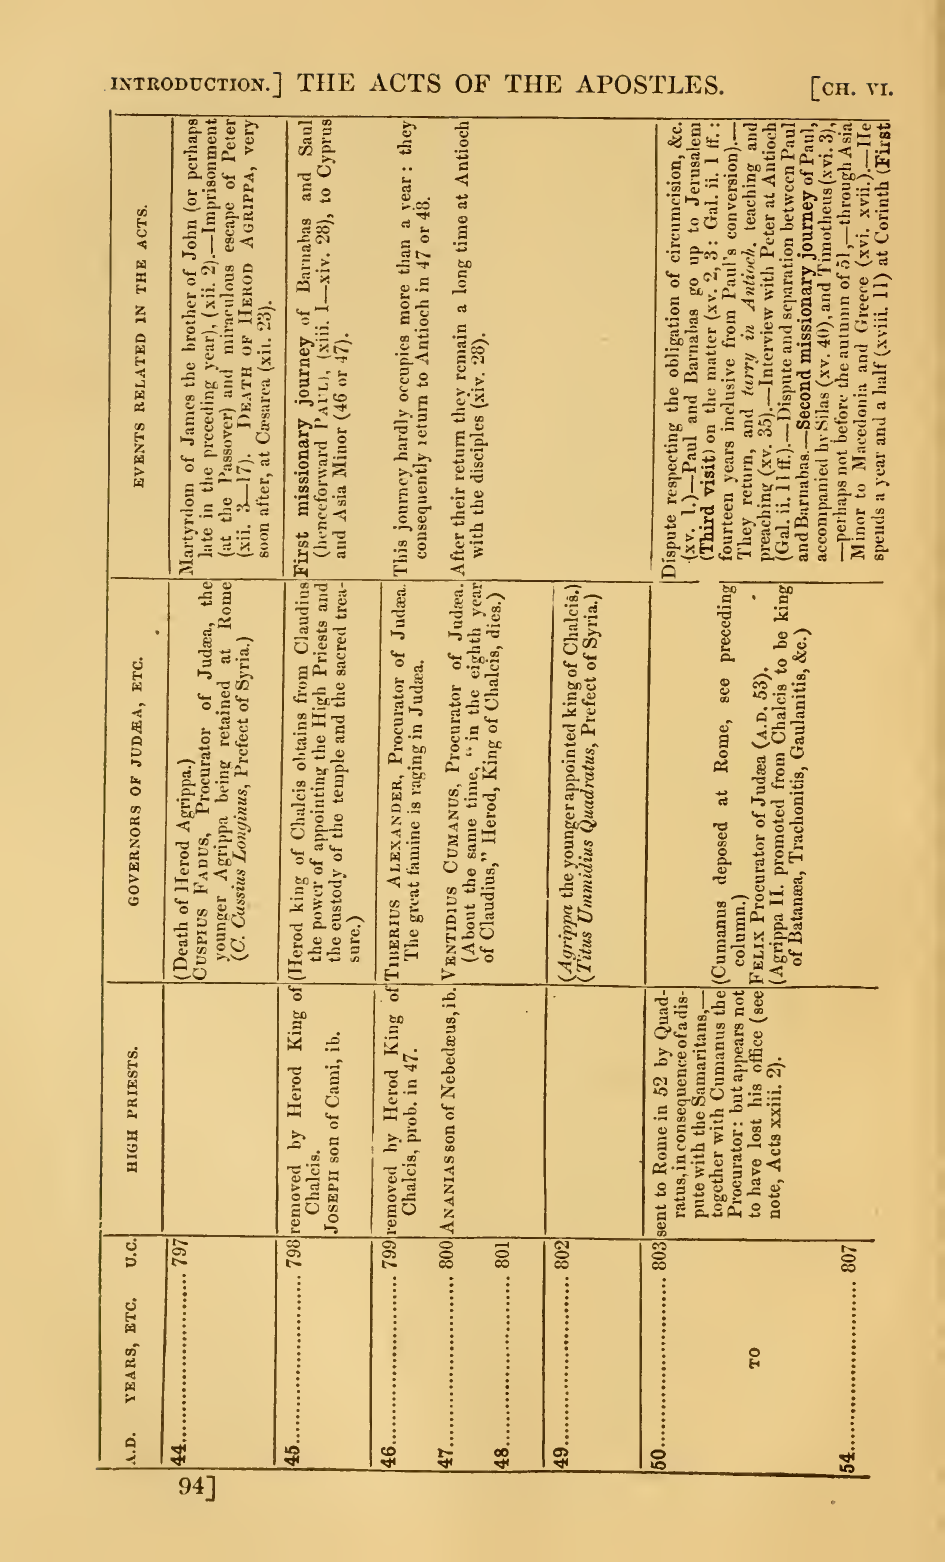 INTRODUCTION.] THE ACTS OF THE APOSTLES. [CH. VI.
A.D. YEARS, ETC. U.C.
HIGH PRIESTS.
GOVERNORS OF JUDÆA, ETC.
EVENTS RELATED IN THE ACTS.
44 .................. 797
(Death of Herod Agrippa.)
CUSPIUS FADUS, Procurator of Judæa, the
younger Agrippa being retained at Rome
(C. Cassius Longinus, Prefect of Syria.)
Martyrdom of James the brother of John (or perhaps
late in the preceding year), (xii. 2).—Imprisonment
(at the Passover) and miraculous escape of Peter
(xii. 3—17). DEATH OF HEROD AGRIPPA, very
soon after, at Cæsarea (xii. 23).
45 .................. 798
removed by Herod King of
Chalcis.
JOSEPH son of Cami, ib.
(Herod king of Chalcis obtains from Claudius
the power of appointing the High Priests and
the custody of the temple and the sacred trea-
sure.)
First missionary journey of Barnabas and Saul
(henceforward PAUL), (xiii. 1—xiv. 28), to Cyprus
and Asia Minor (46 or 47).
46 .................. 799
removed by Herod King of
Chalcis, prob. in 47.
TIBERIUS ALEXANDER, Procurator of Judæa.
The great famine is raging in Judæa.
This journey hardly occupies more than a year: they
consequently return to Antioch in 47 or 48.
47 .................. 800
ANANIAS son of Nebedæus, ib.
VENTIDIUS CUMANUS, Procurator of Judæa.
(About the same time, "in the eighth year
of Claudius," Herod, King of Chalcis, dies.)
After their return they remain a long time at Antioch
with the disciples (xiv. 28).
48 .................. 801
49 .................. 802
(Agrippa the younger appointed king of Chalcis.)
(Titus Ummidius Quadratus, Prefect of Syria.)
50 .................. 803
TO
54 .................. 807
sent to Rome in 52 by Quad-
ratus, in consequence of a dis-
pute with the Samaritans,—
together with Cumanus the
Procurator: but appears not
to have lost his office (see
note, Acts xxiii. 2).
(Cumanus deposed at Rome, see preceding
column.)
FELIX Procurator of Judæa (A.D. 53).
(Agrippa II. promoted from Chalcis to be king
of Batanæa, Trachonitis, Gaulanitis, &c.)
Dispute respecting the obligation of circumcision, &c.
(xv. 1.)—Paul and Barnabas go up to Jerusalem
(Third visit) on the matter (xv. 2, 3: Gal. ii. 1 ff.:
fourteen years inclusive from Paul's conversion).—
They return, and tarry in Antioch, teaching and
preaching (xv. 35).—Interview with Peter at Antioch
(Gal. ii. 11 ff.).—Dispute and separation between Paul
and Barnabas.—Second missionary journey of Paul,
accompanied by Silas (xv. 40), and Timotheus (xvi. 3),
—perhaps not before the autumn of 51,—through Asia
Minor to Macedonia and Greece (xvi. xvii.).—He
spends a year and a half (xviii. 11) at Corinth (First
94]